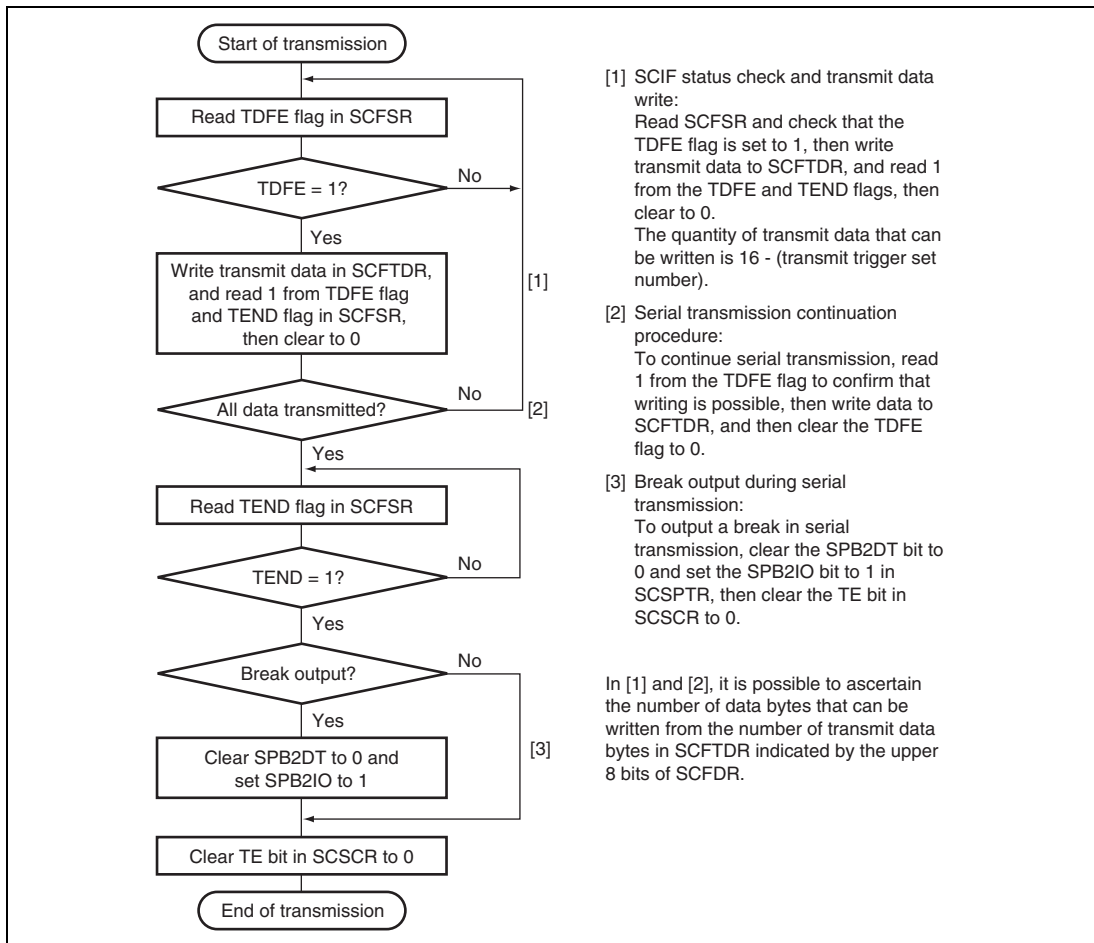 Start of transmission
Read TDFE flag in SCFSR
TDFE = 1?
No
Yes
Write transmit data in SCFTDR,
and read 1 from TDFE flag
and TEND flag in SCFSR,
then clear to 0
[1]
All data transmitted?
No
[2]
Yes
Read TEND flag in SCFSR
TEND = 1?
No
Yes
Break output?
No
Yes
Clear SPB2DT to 0 and
set SPB2IO to 1
[3]
Clear TE bit in SCSCR to 0
End of transmission
[1] SCIF status check and transmit data
write:
Read SCFSR and check that the
TDFE flag is set to 1, then write
transmit data to SCFTDR, and read 1
from the TDFE and TEND flags, then
clear to 0.
The quantity of transmit data that can
be written is 16 - (transmit trigger set
number).
[2] Serial transmission continuation
procedure:
To continue serial transmission, read
1 from the TDFE flag to confirm that
writing is possible, then write data to
SCFTDR, and then clear the TDFE
flag to 0.
[3] Break output during serial
transmission:
To output a break in serial
transmission, clear the SPB2DT bit to
0 and set the SPB2IO bit to 1 in
SCSPTR, then clear the TE bit in
SCSCR to 0.
In [1] and [2], it is possible to ascertain
the number of data bytes that can be
written from the number of transmit data
bytes in SCFTDR indicated by the upper
8 bits of SCFDR.